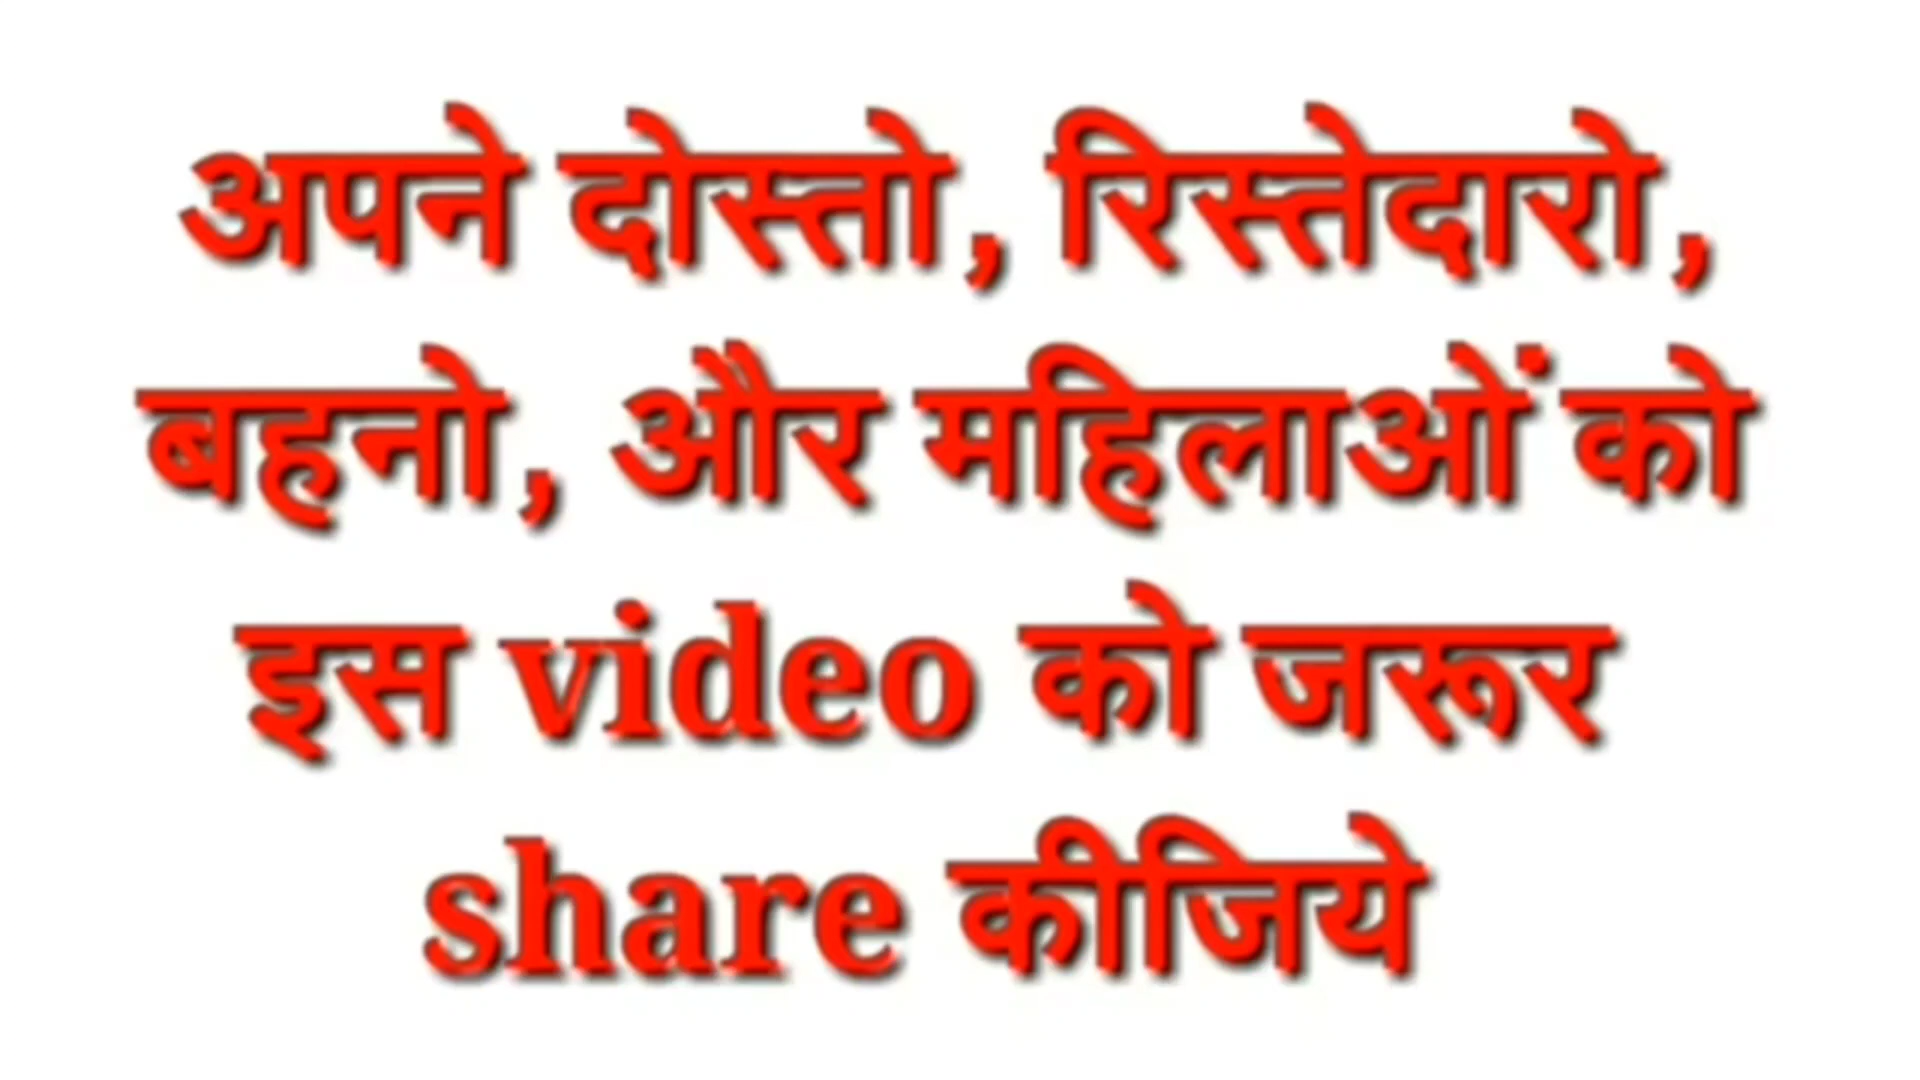 अपने दोस्तो, रिस्तेदारो,
बहनो, और महिलाओं को
इस video को जरूर
share कीजिये